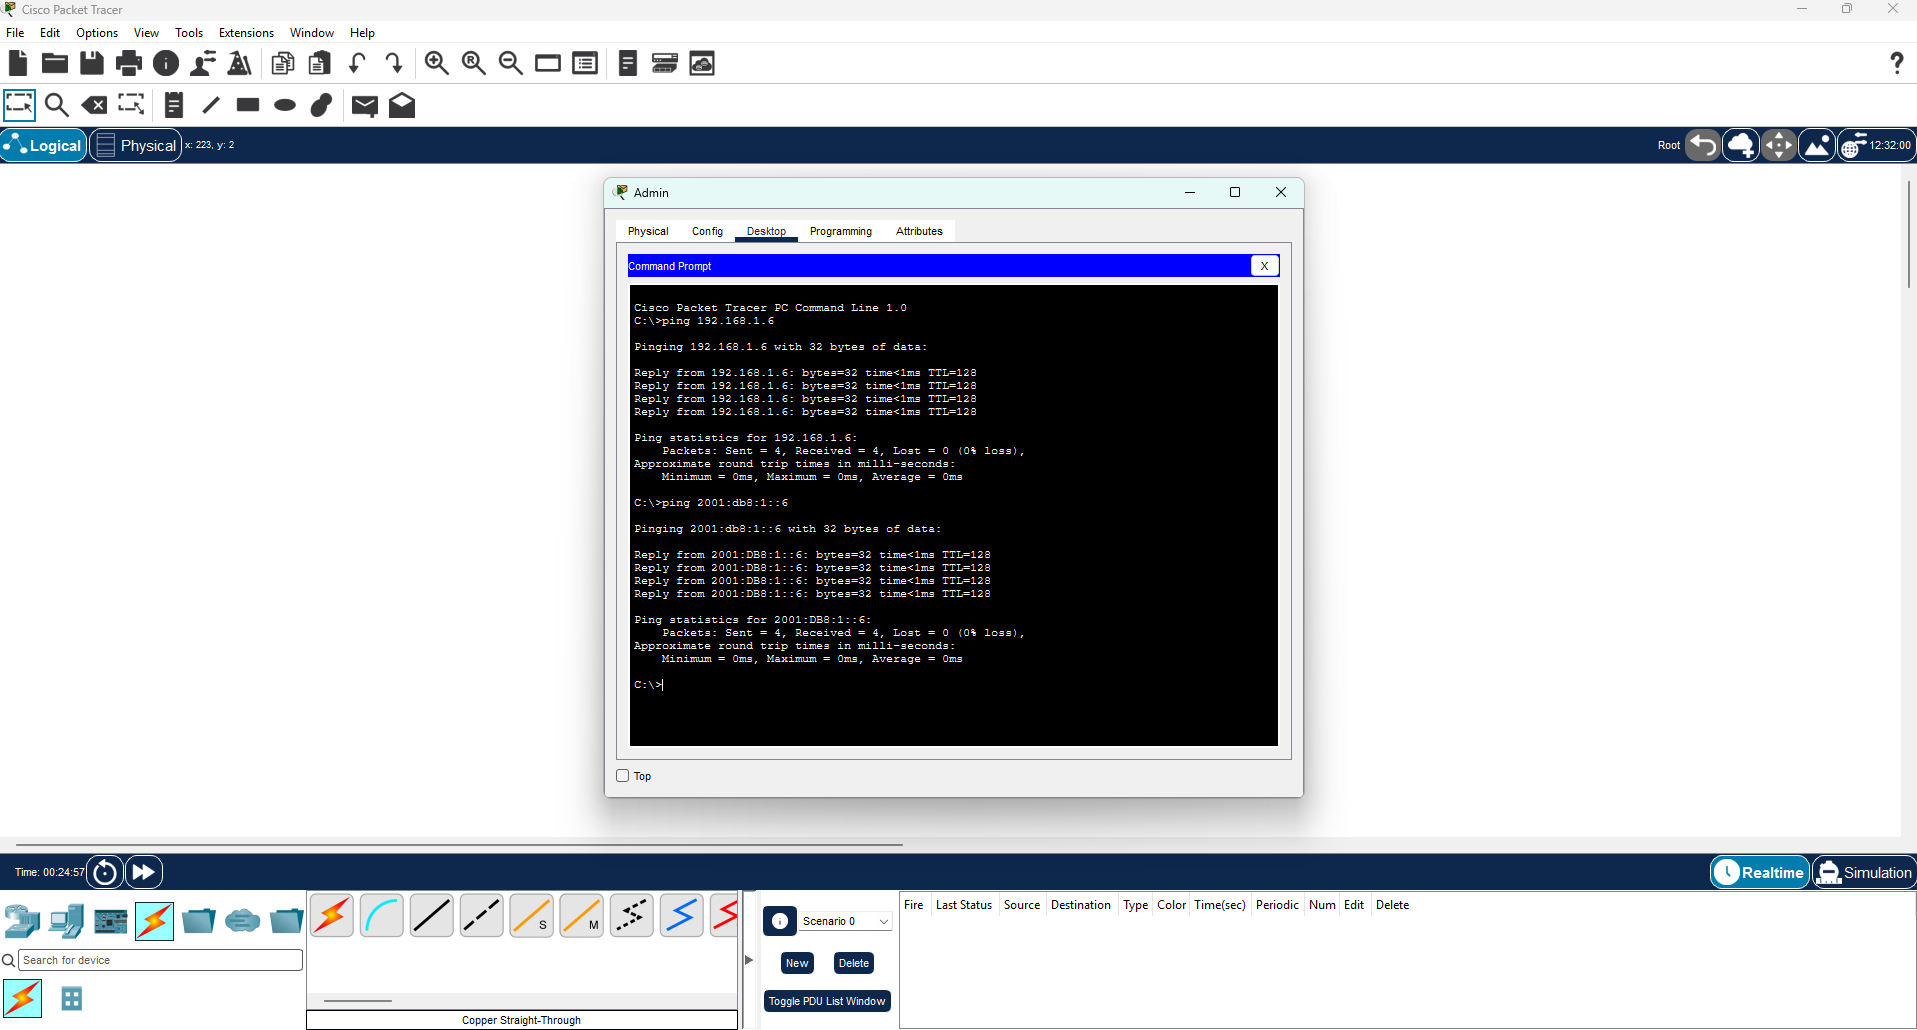 Cisco Packet Tracer
File Edit Options View Tools Extensions Window Help
Logical Physical x: 223, y: 2 Root 12:32:00
Admin
Physical Config Desktop Programming Attributes
Command Prompt X
Cisco Packet Tracer PC Command Line 1.0
C:\>ping 192.168.1.6
Pinging 192.168.1.6 with 32 bytes of data:
Reply from 192.168.1.6: bytes=32 time<1ms TTL=128
Reply from 192.168.1.6: bytes=32 time<1ms TTL=128
Reply from 192.168.1.6: bytes=32 time<1ms TTL=128
Reply from 192.168.1.6: bytes=32 time<1ms TTL=128
Ping statistics for 192.168.1.6:
Packets: Sent = 4, Received = 4, Lost = 0 (0% loss),
Approximate round trip times in milli-seconds:
Minimum = 0ms, Maximum = 0ms, Average = 0ms
C:\>ping 2001:db8:1::6
Pinging 2001:db8:1::6 with 32 bytes of data:
Reply from 2001:DB8:1::6: bytes=32 time<1ms TTL=128
Reply from 2001:DB8:1::6: bytes=32 time<1ms TTL=128
Reply from 2001:DB8:1::6: bytes=32 time<1ms TTL=128
Reply from 2001:DB8:1::6: bytes=32 time<1ms TTL=128
Ping statistics for 2001:DB8:1::6:
Packets: Sent = 4, Received = 4, Lost = 0 (0% loss),
Approximate round trip times in milli-seconds:
Minimum = 0ms, Maximum = 0ms, Average = 0ms
C:\>
Top
Time: 00:24:57 Realtime Simulation
S M
Scenario 0
Fire Last Status Source Destination Type Color Time(sec) Periodic Num Edit Delete
Search for device
New Delete
Toggle PDU List Window
Copper Straight-Through